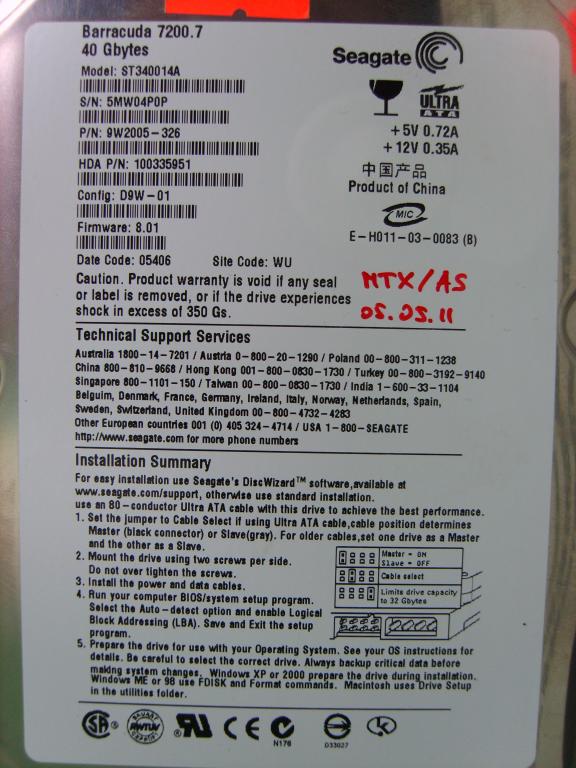 Barracuda 7200.7
40 Gbytes
Seagate
Model: ST340014A
S/N: 5MW04P0P
ULTRA
ATA
P/N: 9W2005-326
+5V 0.72A
+12V 0.35A
HDA P/N: 100335951
中国产品
Product of China
Config: D9W-01
MIC
Firmware: 8.01
E-H011-03-0083 (B)
Date Code: 05406 Site Code: WU
Caution. Product warranty is void if any seal
or label is removed, or if the drive experiences
shock in excess of 350 Gs.
MTX/AS
05.05.11
Technical Support Services
Australia 1800-14-7201 / Austria 0-800-20-1290 / Poland 00-800-311-1238
China 800-810-9668 / Hong Kong 001-800-0830-1730 / Turkey 00-800-3192-9140
Singapore 800-1101-150 / Taiwan 00-800-0830-1730 / India 1-600-33-1104
Belguim, Denmark, France, Germany, Ireland, Italy, Norway, Netherlands, Spain,
Sweden, Switzerland, United Kingdom 00-800-4732-4283
Other European countries 001 (0) 405 324-4714 / USA 1-800-SEAGATE
http://www.seagate.com for more phone numbers
Installation Summary
For easy installation use Seagate's DiscWizard™ software,available at
www.seagate.com/support, otherwise use standard installation.
use an 80-conductor Ultra ATA cable with this drive to achieve the best performance.
1. Set the jumper to Cable Select if using Ultra ATA cable,cable position determines
Master (black connector) or Slave(gray). For older cables,set one drive as a Master
and the other as a Slave.
2. Mount the drive using two screws per side.
Do not over tighten the screws.
3. Install the power and data cables.
4. Run your computer BIOS/system setup program.
Select the Auto-detect option and enable Logical
Block Addressing (LBA). Save and Exit the setup
program.
Master = ON
Slave = OFF
Cable select
Limits drive capacity
to 32 Gbytes
5. Prepare the drive for use with your Operating System. See your OS instructions for
details. Be careful to select the correct drive. Always backup critical data before
making system changes. Windows XP or 2000 prepare the drive during installation.
Windows ME or 98 use FDISK and Format commands. Macintosh uses Drive Setup
in the utilities folder.
N176
D33027